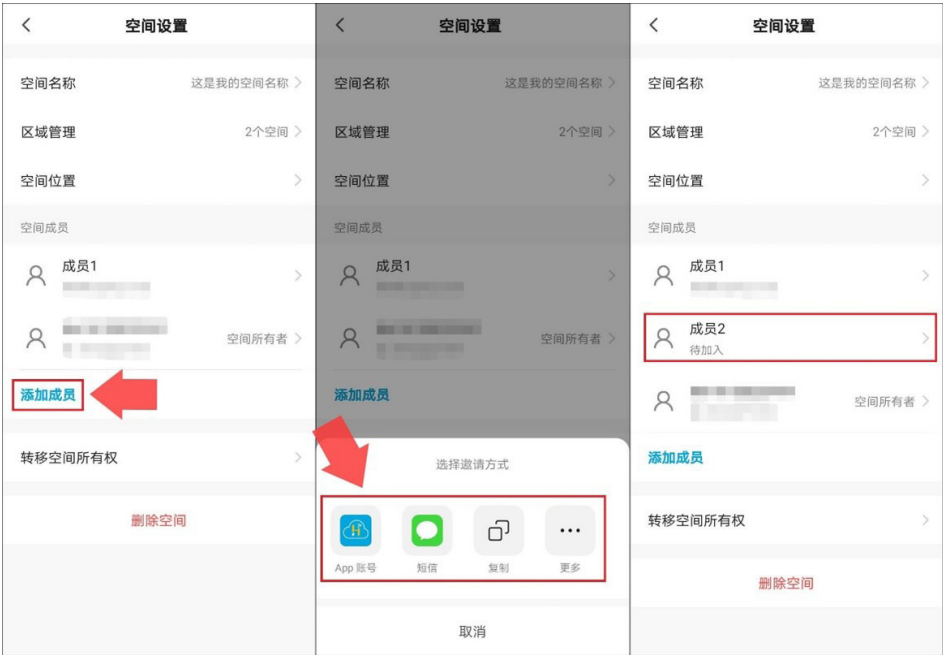 空间设置
空间名称 这是我的空间名称
区域管理 2个空间
空间位置
空间成员
成员1
空间所有者
添加成员
转移空间所有权
删除空间
空间设置
空间名称 这是我的空间名称
区域管理 2个空间
空间位置
空间成员
成员1
空间所有者
添加成员
选择邀请方式
App 账号 短信 复制 更多
取消
空间设置
空间名称 这是我的空间名称
区域管理 2个空间
空间位置
空间成员
成员1
成员2
待加入
空间所有者
添加成员
转移空间所有权
删除空间